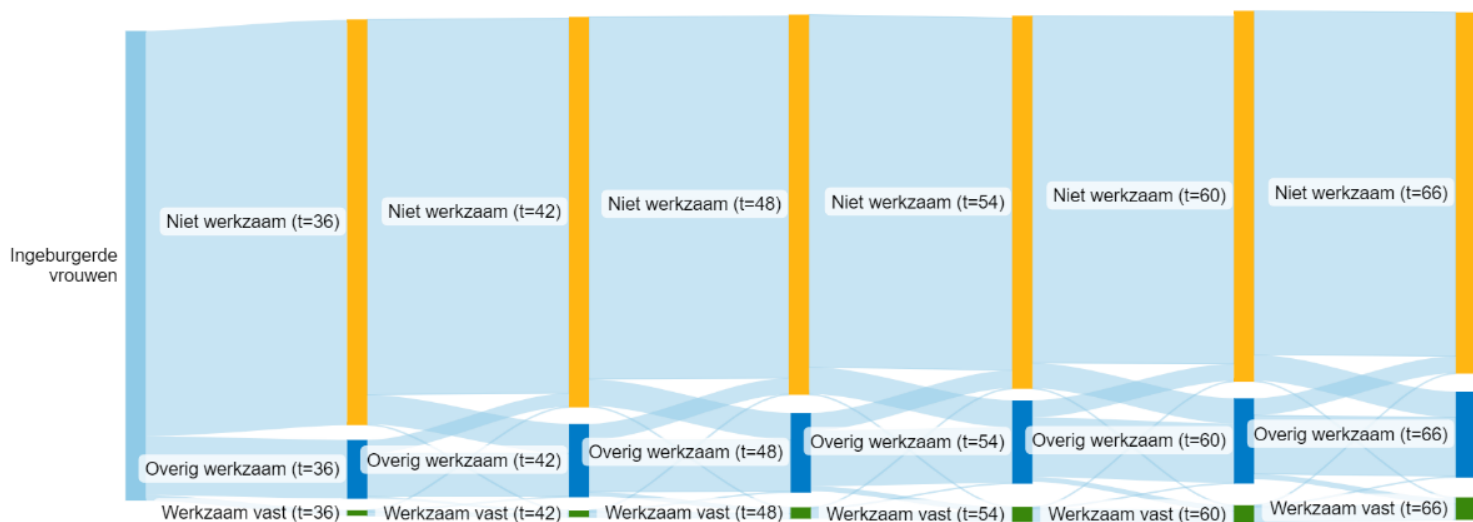 Ingeburgerde
vrouwen
Niet werkzaam (t=36)
Niet werkzaam (t=42)
Niet werkzaam (t=48)
Niet werkzaam (t=54)
Niet werkzaam (t=60)
Niet werkzaam (t=66)
Overig werkzaam (t=36)
Overig werkzaam (t=42)
Overig werkzaam (t=48)
Overig werkzaam (t=54)
Overig werkzaam (t=60)
Overig werkzaam (t=66)
Werkzaam vast (t=36)
Werkzaam vast (t=42)
Werkzaam vast (t=48)
Werkzaam vast (t=54)
Werkzaam vast (t=60)
Werkzaam vast (t=66)